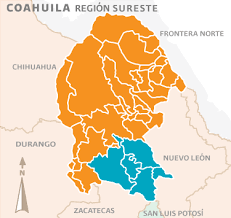 COAHUILA REGIÓN SURESTE
FRONTERA NORTE
CHIHUAHUA
DURANGO
NUEVO LEÓN
N
ZACATECAS
SAN LUIS POTOSÍ